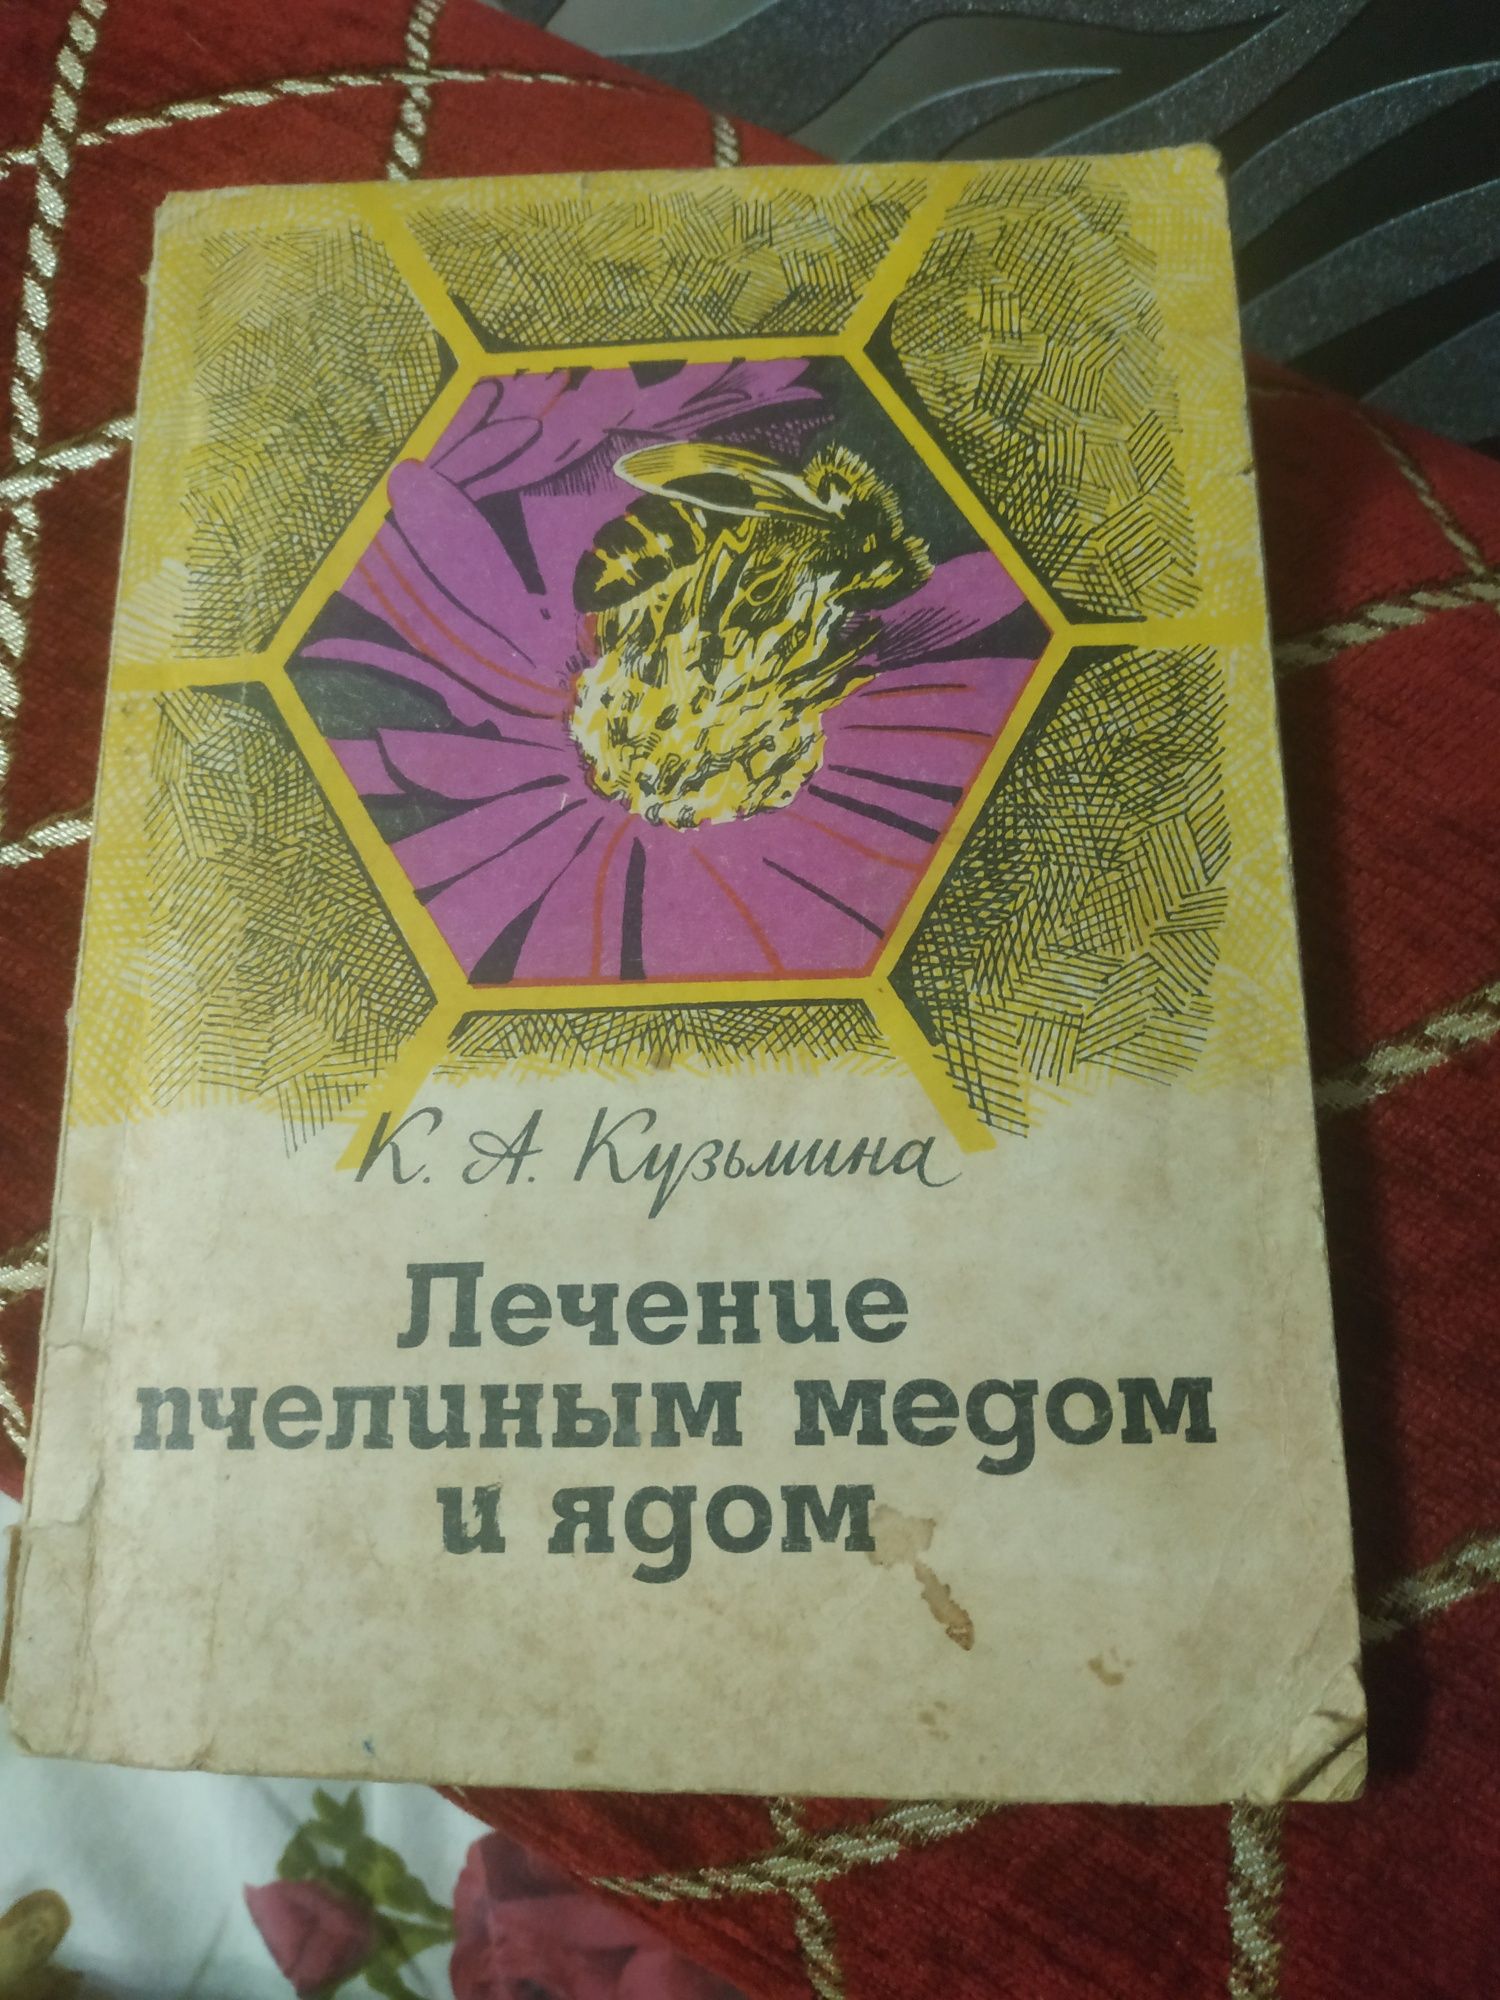 К. А. Кузьмина
Лечение
пчелиным медом
и ядом